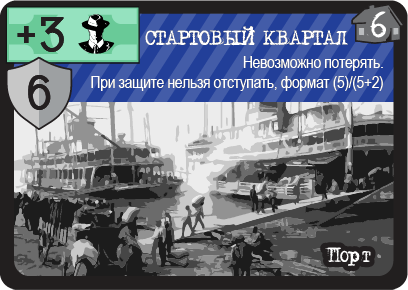 +3
СТАРТОВЫЙ КВАРТАЛ
6
Невозможно потерять.
При защите нельзя отступать, формат (5)/(5+2)
6
Порт